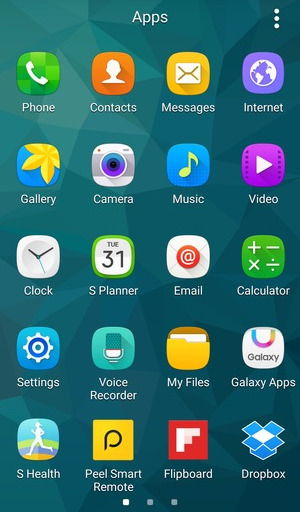 Apps
Phone
Contacts
Messages
Internet
Gallery
Camera
Music
Video
TUE
31
Clock
S Planner
Email
Calculator
Galaxy
Settings
Voice
Recorder
My Files
Galaxy Apps
S Health
Peel Smart
Remote
Flipboard
Dropbox